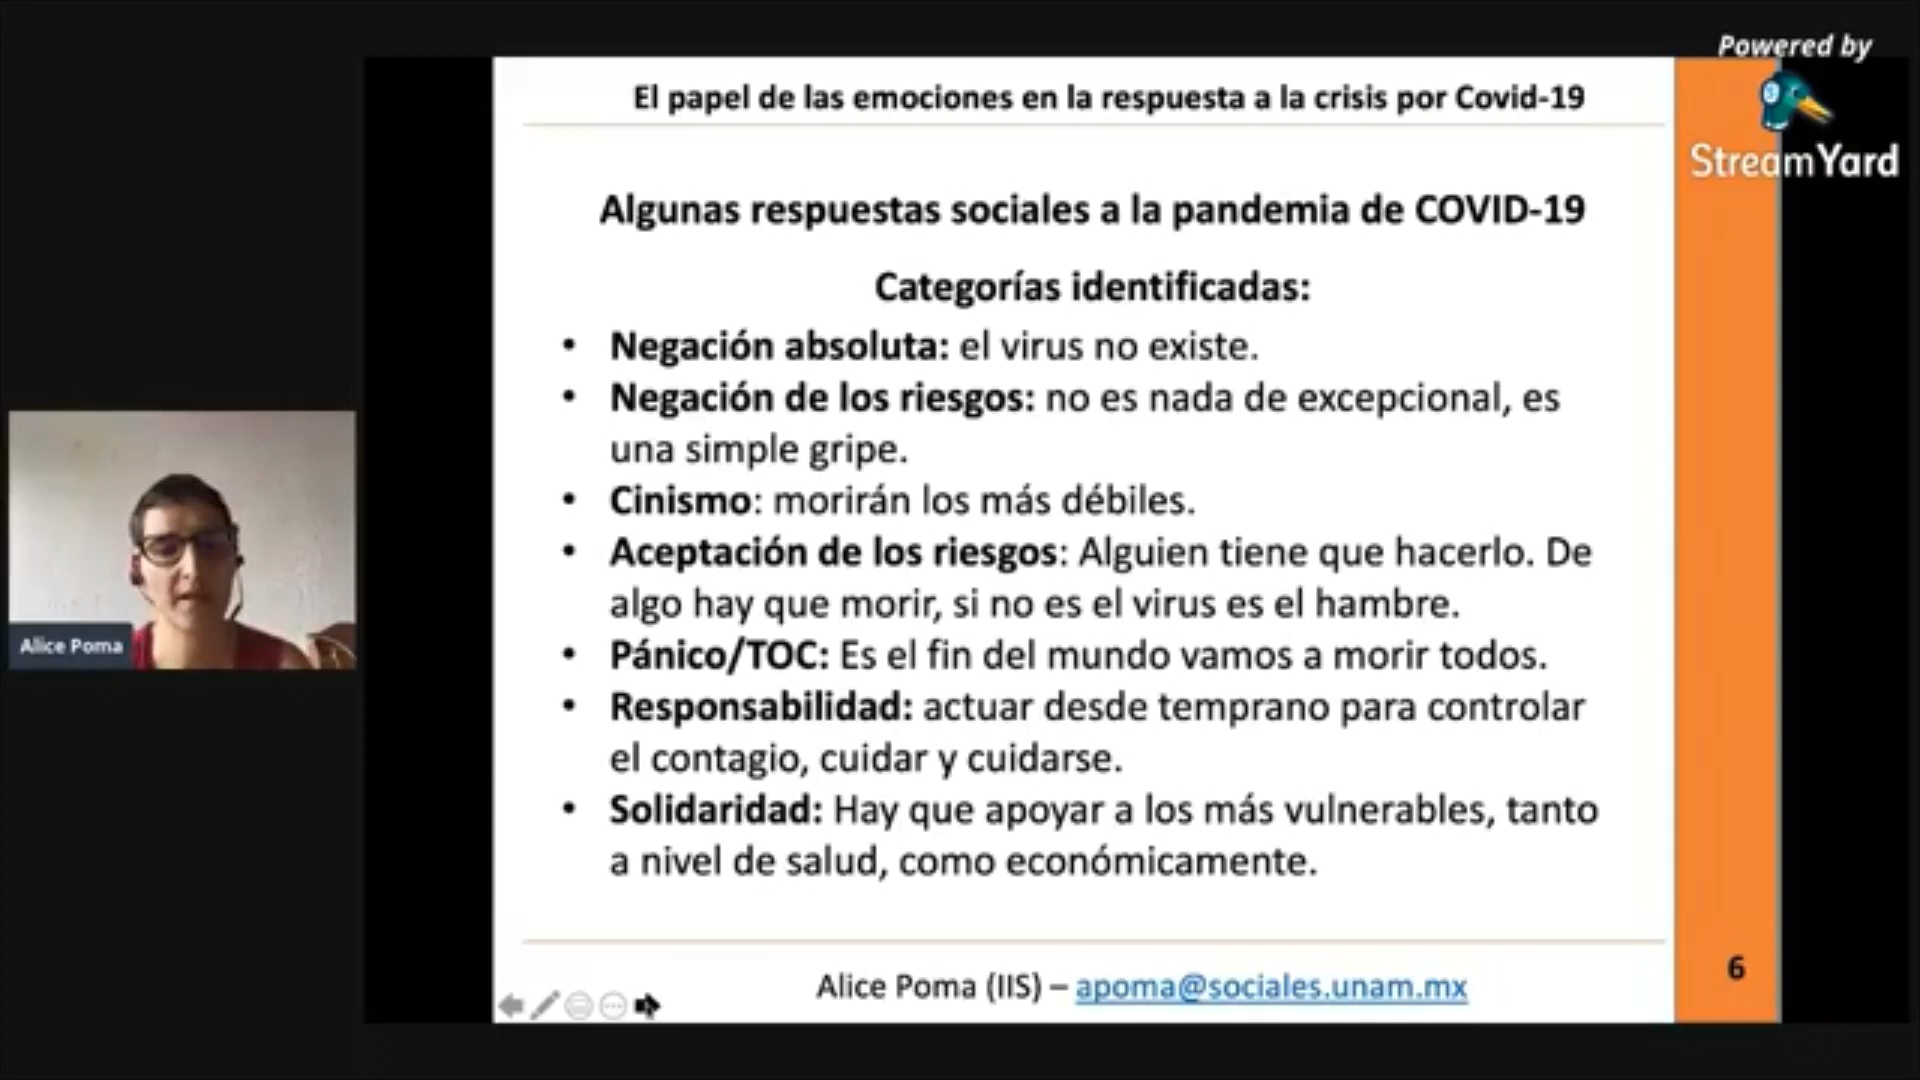 Powered by
StreamYard
El papel de las emociones en la respuesta a la crisis por Covid-19
Algunas respuestas sociales a la pandemia de COVID-19
Categorías identificadas:
• Negación absoluta: el virus no existe.
• Negación de los riesgos: no es nada de excepcional, es
una simple gripe.
• Cinismo: morirán los más débiles.
• Aceptación de los riesgos: Alguien tiene que hacerlo. De
algo hay que morir, si no es el virus es el hambre.
• Pánico/TOC: Es el fin del mundo vamos a morir todos.
• Responsabilidad: actuar desde temprano para controlar
el contagio, cuidar y cuidarse.
• Solidaridad: Hay que apoyar a los más vulnerables, tanto
a nivel de salud, como económicamente.
Alice Poma (IIS) – apoma@sociales.unam.mx
6
Alice Poma